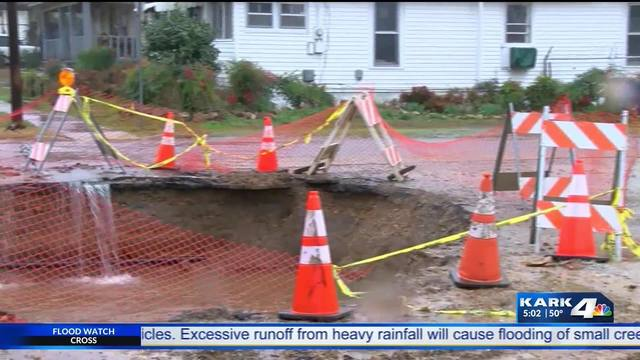 KARK 4
5:02 50°
FLOOD WATCH
CROSS
icles. Excessive runoff from heavy rainfall will cause flooding of small cree